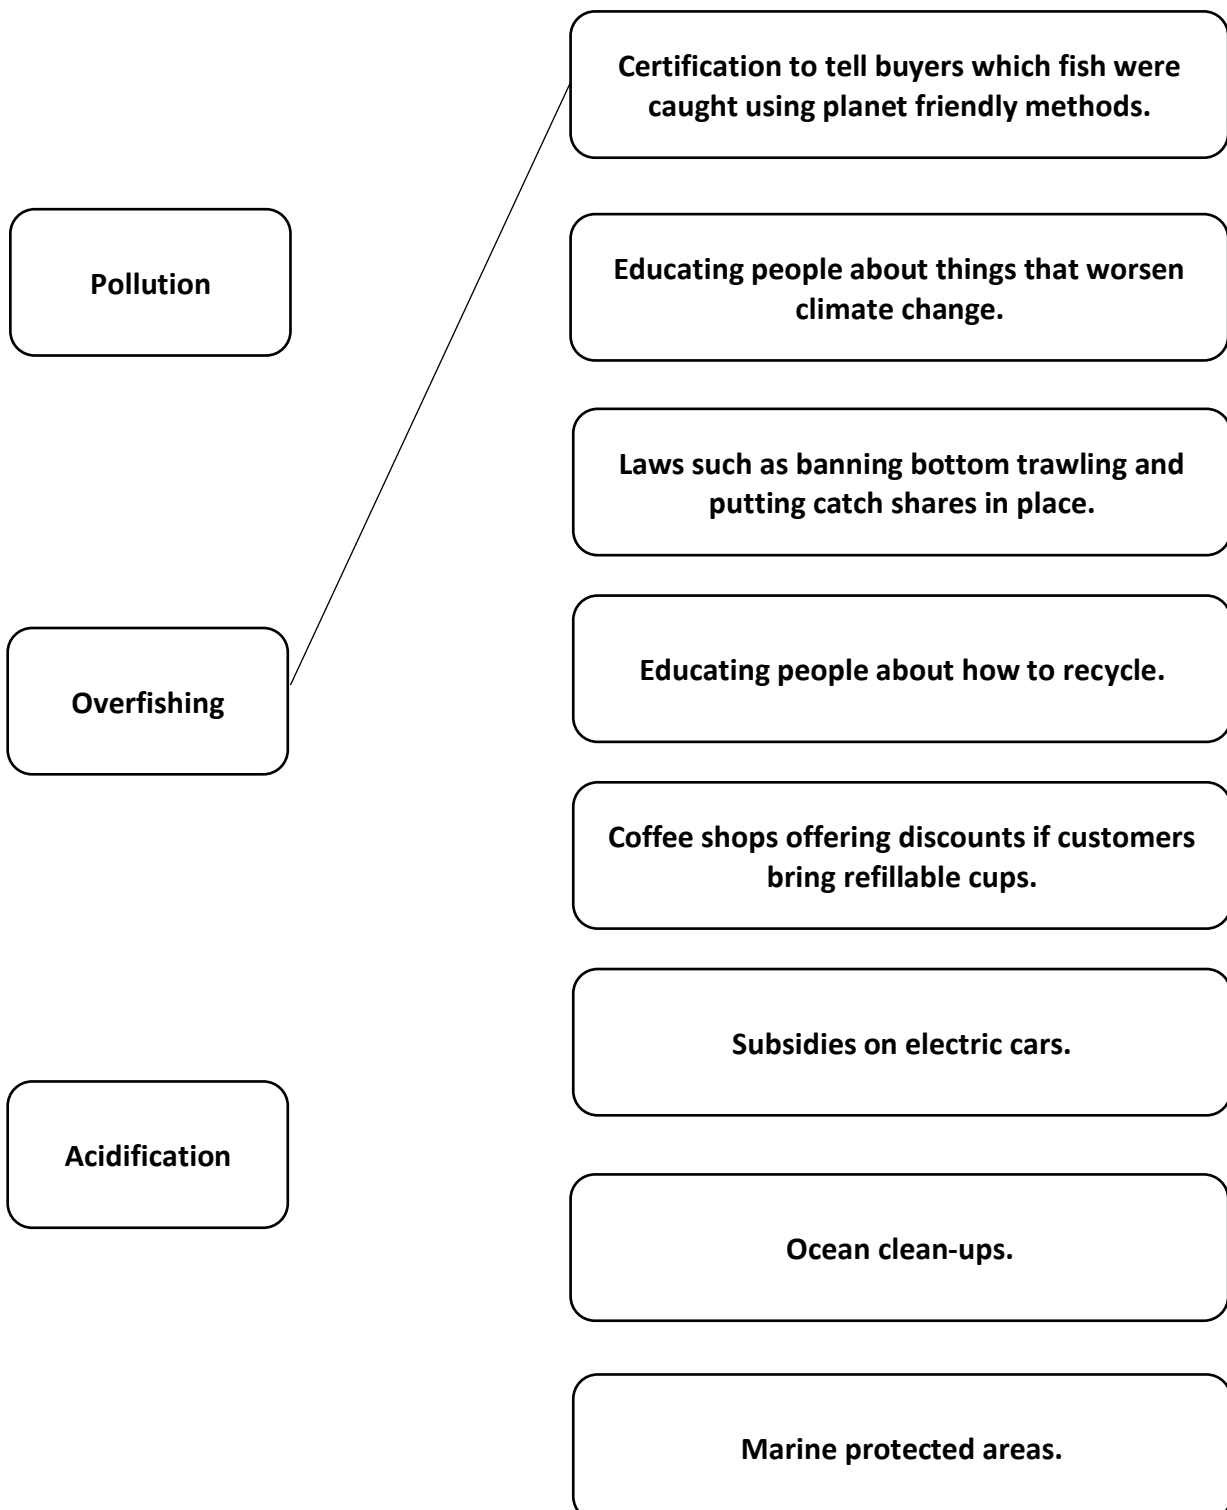 Certification to tell buyers which fish were
caught using planet friendly methods.
Pollution
Educating people about things that worsen
climate change.
Laws such as banning bottom trawling and
putting catch shares in place.
Overfishing
Educating people about how to recycle.
Coffee shops offering discounts if customers
bring refillable cups.
Subsidies on electric cars.
Acidification
Ocean clean-ups.
Marine protected areas.